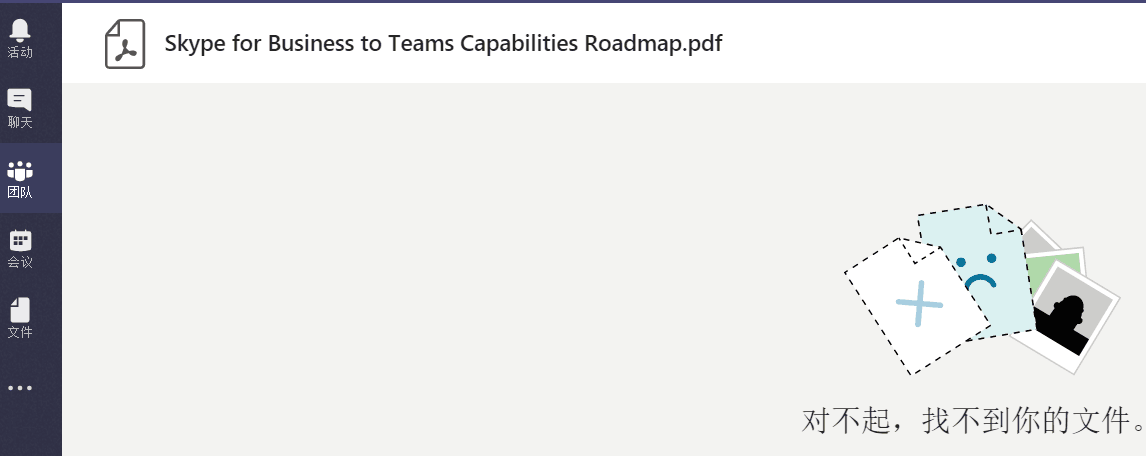 活动
聊天
团队
会议
文件
Skype for Business to Teams Capabilities Roadmap.pdf
对不起，找不到你的文件。